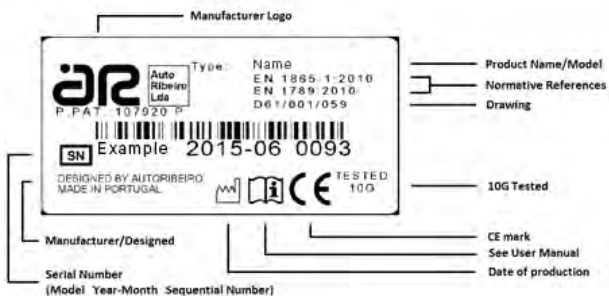 Manufacturer Logo
äR
Auto
Ribeiro
Lda
Type:
Name
EN 1865-1:2010
EN 1789:2010
D61/001/059
P.PAT.:107920 P
SN Example 2015-06 0093
DESIGNED BY AUTORIBEIRO
MADE IN PORTUGAL
i
CE
TESTED
10G
Product Name/Model
Normative References
Drawing
10G Tested
CE mark
See User Manual
Date of production
Manufacturer/Designed
Serial Number
(Model Year-Month Sequential Number)